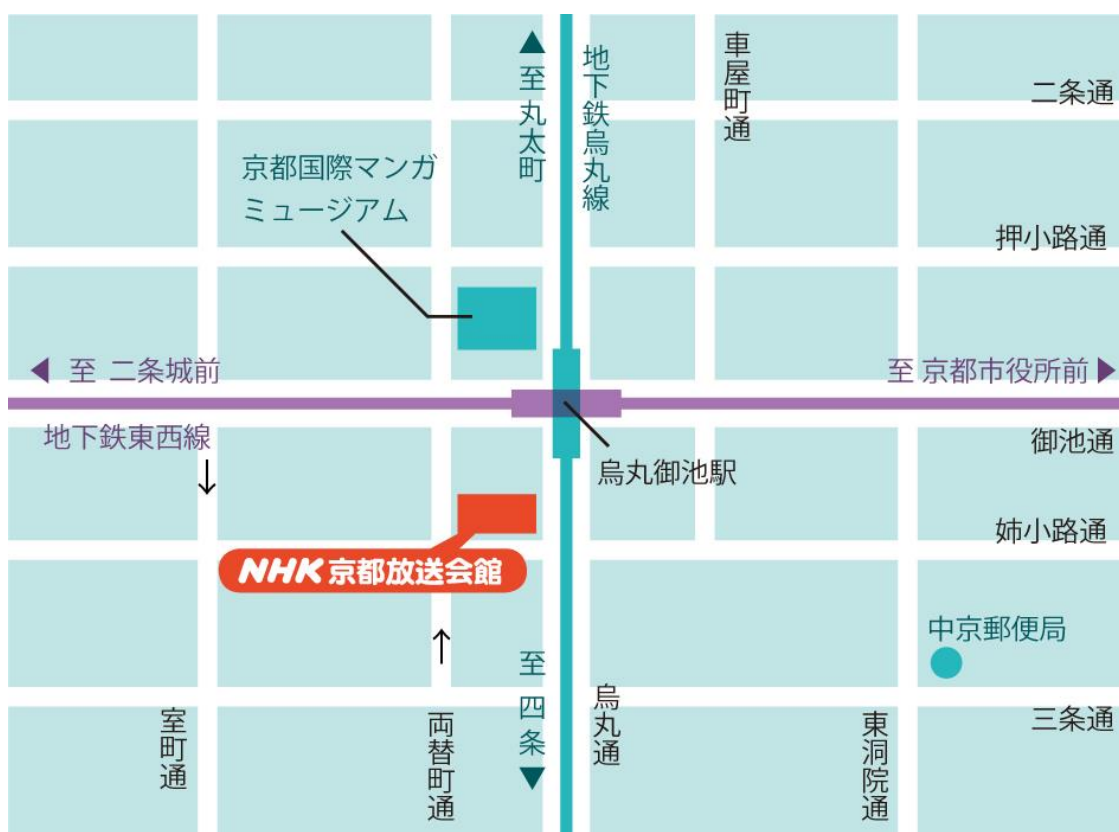 ▲至丸太町
地下鉄烏丸線
車屋町通
二条通
京都国際マンガ
ミュージアム
押小路通
◀ 至 二条城前
至 京都市役所前 ▶
地下鉄東西線
御池通
烏丸御池駅
↓
姉小路通
NHK 京都放送会館
中京郵便局
↑
至四条▼
烏丸通
三条通
室町通
両替町通
東洞院通